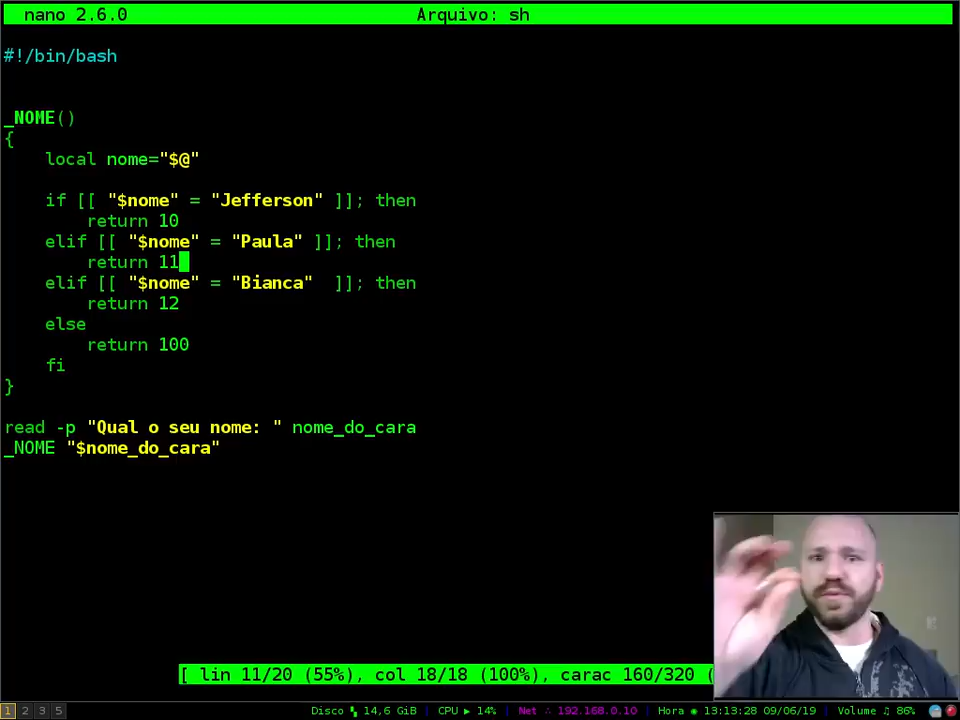 nano 2.6.0 Arquivo: sh
#!/bin/bash
_NOME()
{
local nome="$@"
if [[ "$nome" = "Jefferson" ]]; then
return 10
elif [[ "$nome" = "Paula" ]]; then
return 11
elif [[ "$nome" = "Bianca"  ]]; then
return 12
else
return 100
fi
}
read -p "Qual o seu nome: " nome_do_cara
_NOME "$nome_do_cara"
[ lin 11/20 (55%), col 18/18 (100%), carac 160/320 (
1 2 3 5 Disco 14,6 GiB | CPU ▶ 14% | Net ∴ 192.168.0.10 | Hora ◉ 13:13:28 09/06/19 | Volume ♫ 86%